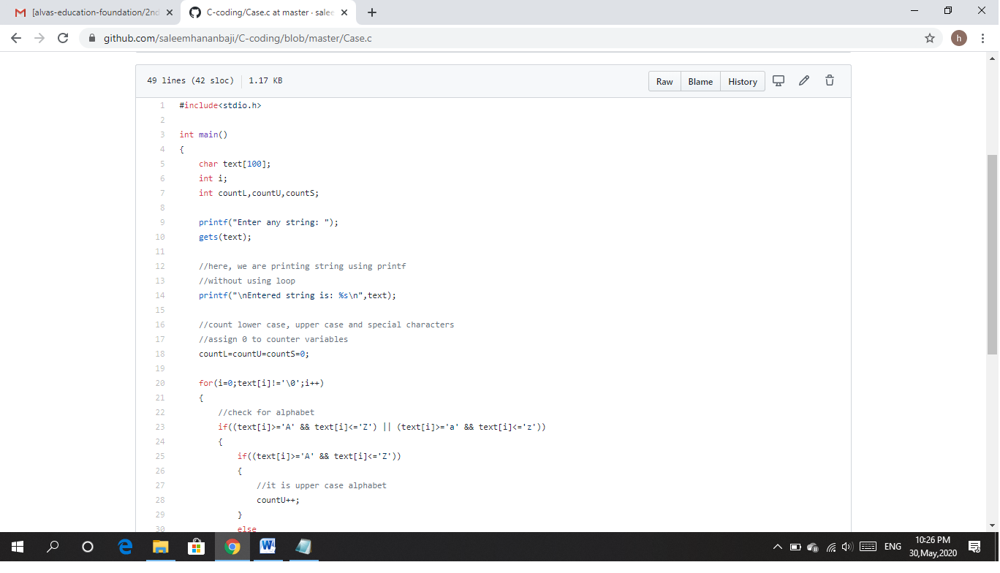 [alvas-education-foundation/2nd
C-coding/Case.c at master · salee
github.com/saleemhananbaji/C-coding/blob/master/Case.c
h
49 lines (42 sloc) 1.17 KB
Raw Blame History
1 #include<stdio.h>
2
3 int main()
4 {
5 char text[100];
6 int i;
7 int countL,countU,countS;
8
9 printf("Enter any string: ");
10 gets(text);
11
12 //here, we are printing string using printf
13 //without using loop
14 printf("\nEntered string is: %s\n",text);
15
16 //count lower case, upper case and special characters
17 //assign 0 to counter variables
18 countL=countU=countS=0;
19
20 for(i=0;text[i]!='\0';i++)
21 {
22 //check for alphabet
23 if((text[i]>='A' && text[i]<='Z') || (text[i]>='a' && text[i]<='z'))
24 {
25 if((text[i]>='A' && text[i]<='Z'))
26 {
27 //it is upper case alphabet
28 countU++;
29 }
30 else
ENG
10:26 PM
30,May,2020